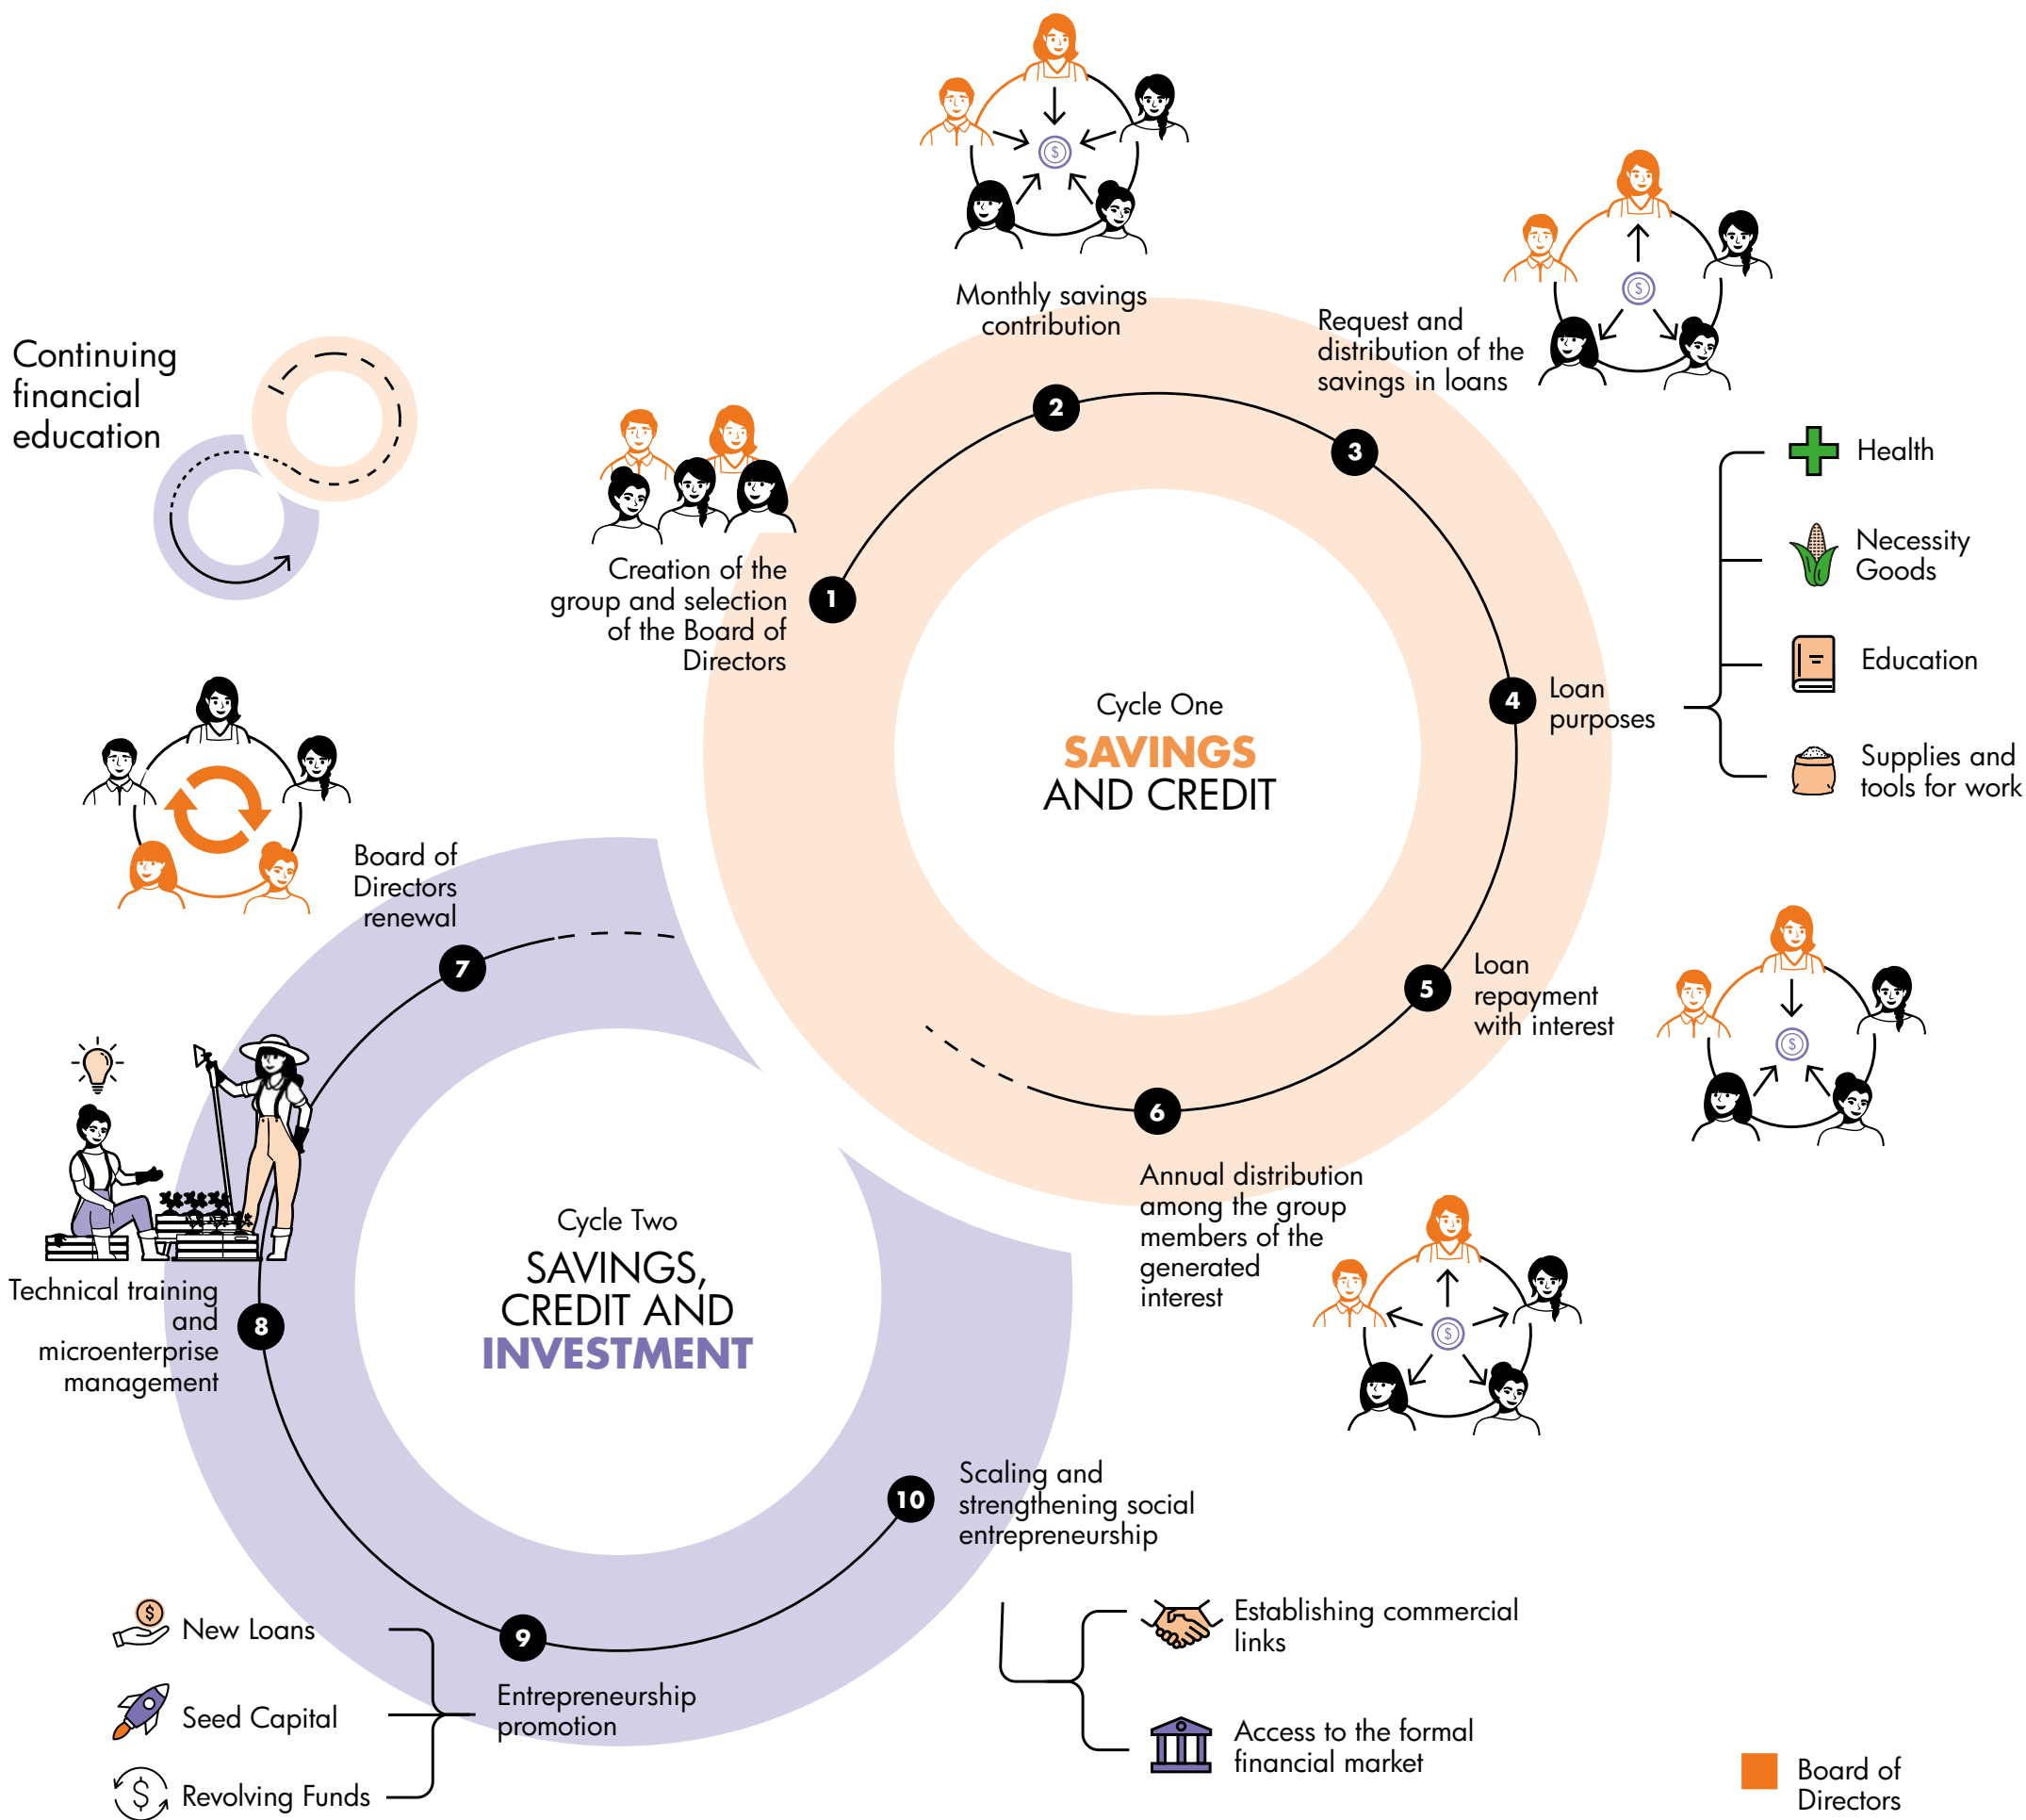 Continuing
financial
education
1
Creation of the
group and selection
of the Board of
Directors
2
Monthly savings
contribution
3
Request and
distribution of the
savings in loans
4
Loan
purposes
Health
Necessity
Goods
Education
Supplies and
tools for work
5
Loan
repayment
with interest
6
Annual distribution
among the group
members of the
generated
interest
Cycle One
SAVINGS
AND CREDIT
7
Board of
Directors
renewal
8
Technical training
and
microenterprise
management
9
Entrepreneurship
promotion
New Loans
Seed Capital
Revolving Funds
10
Scaling and
strengthening social
entrepreneurship
Establishing commercial
links
Access to the formal
financial market
Cycle Two
SAVINGS,
CREDIT AND
INVESTMENT
Board of
Directors
$
$
$
$
$
$